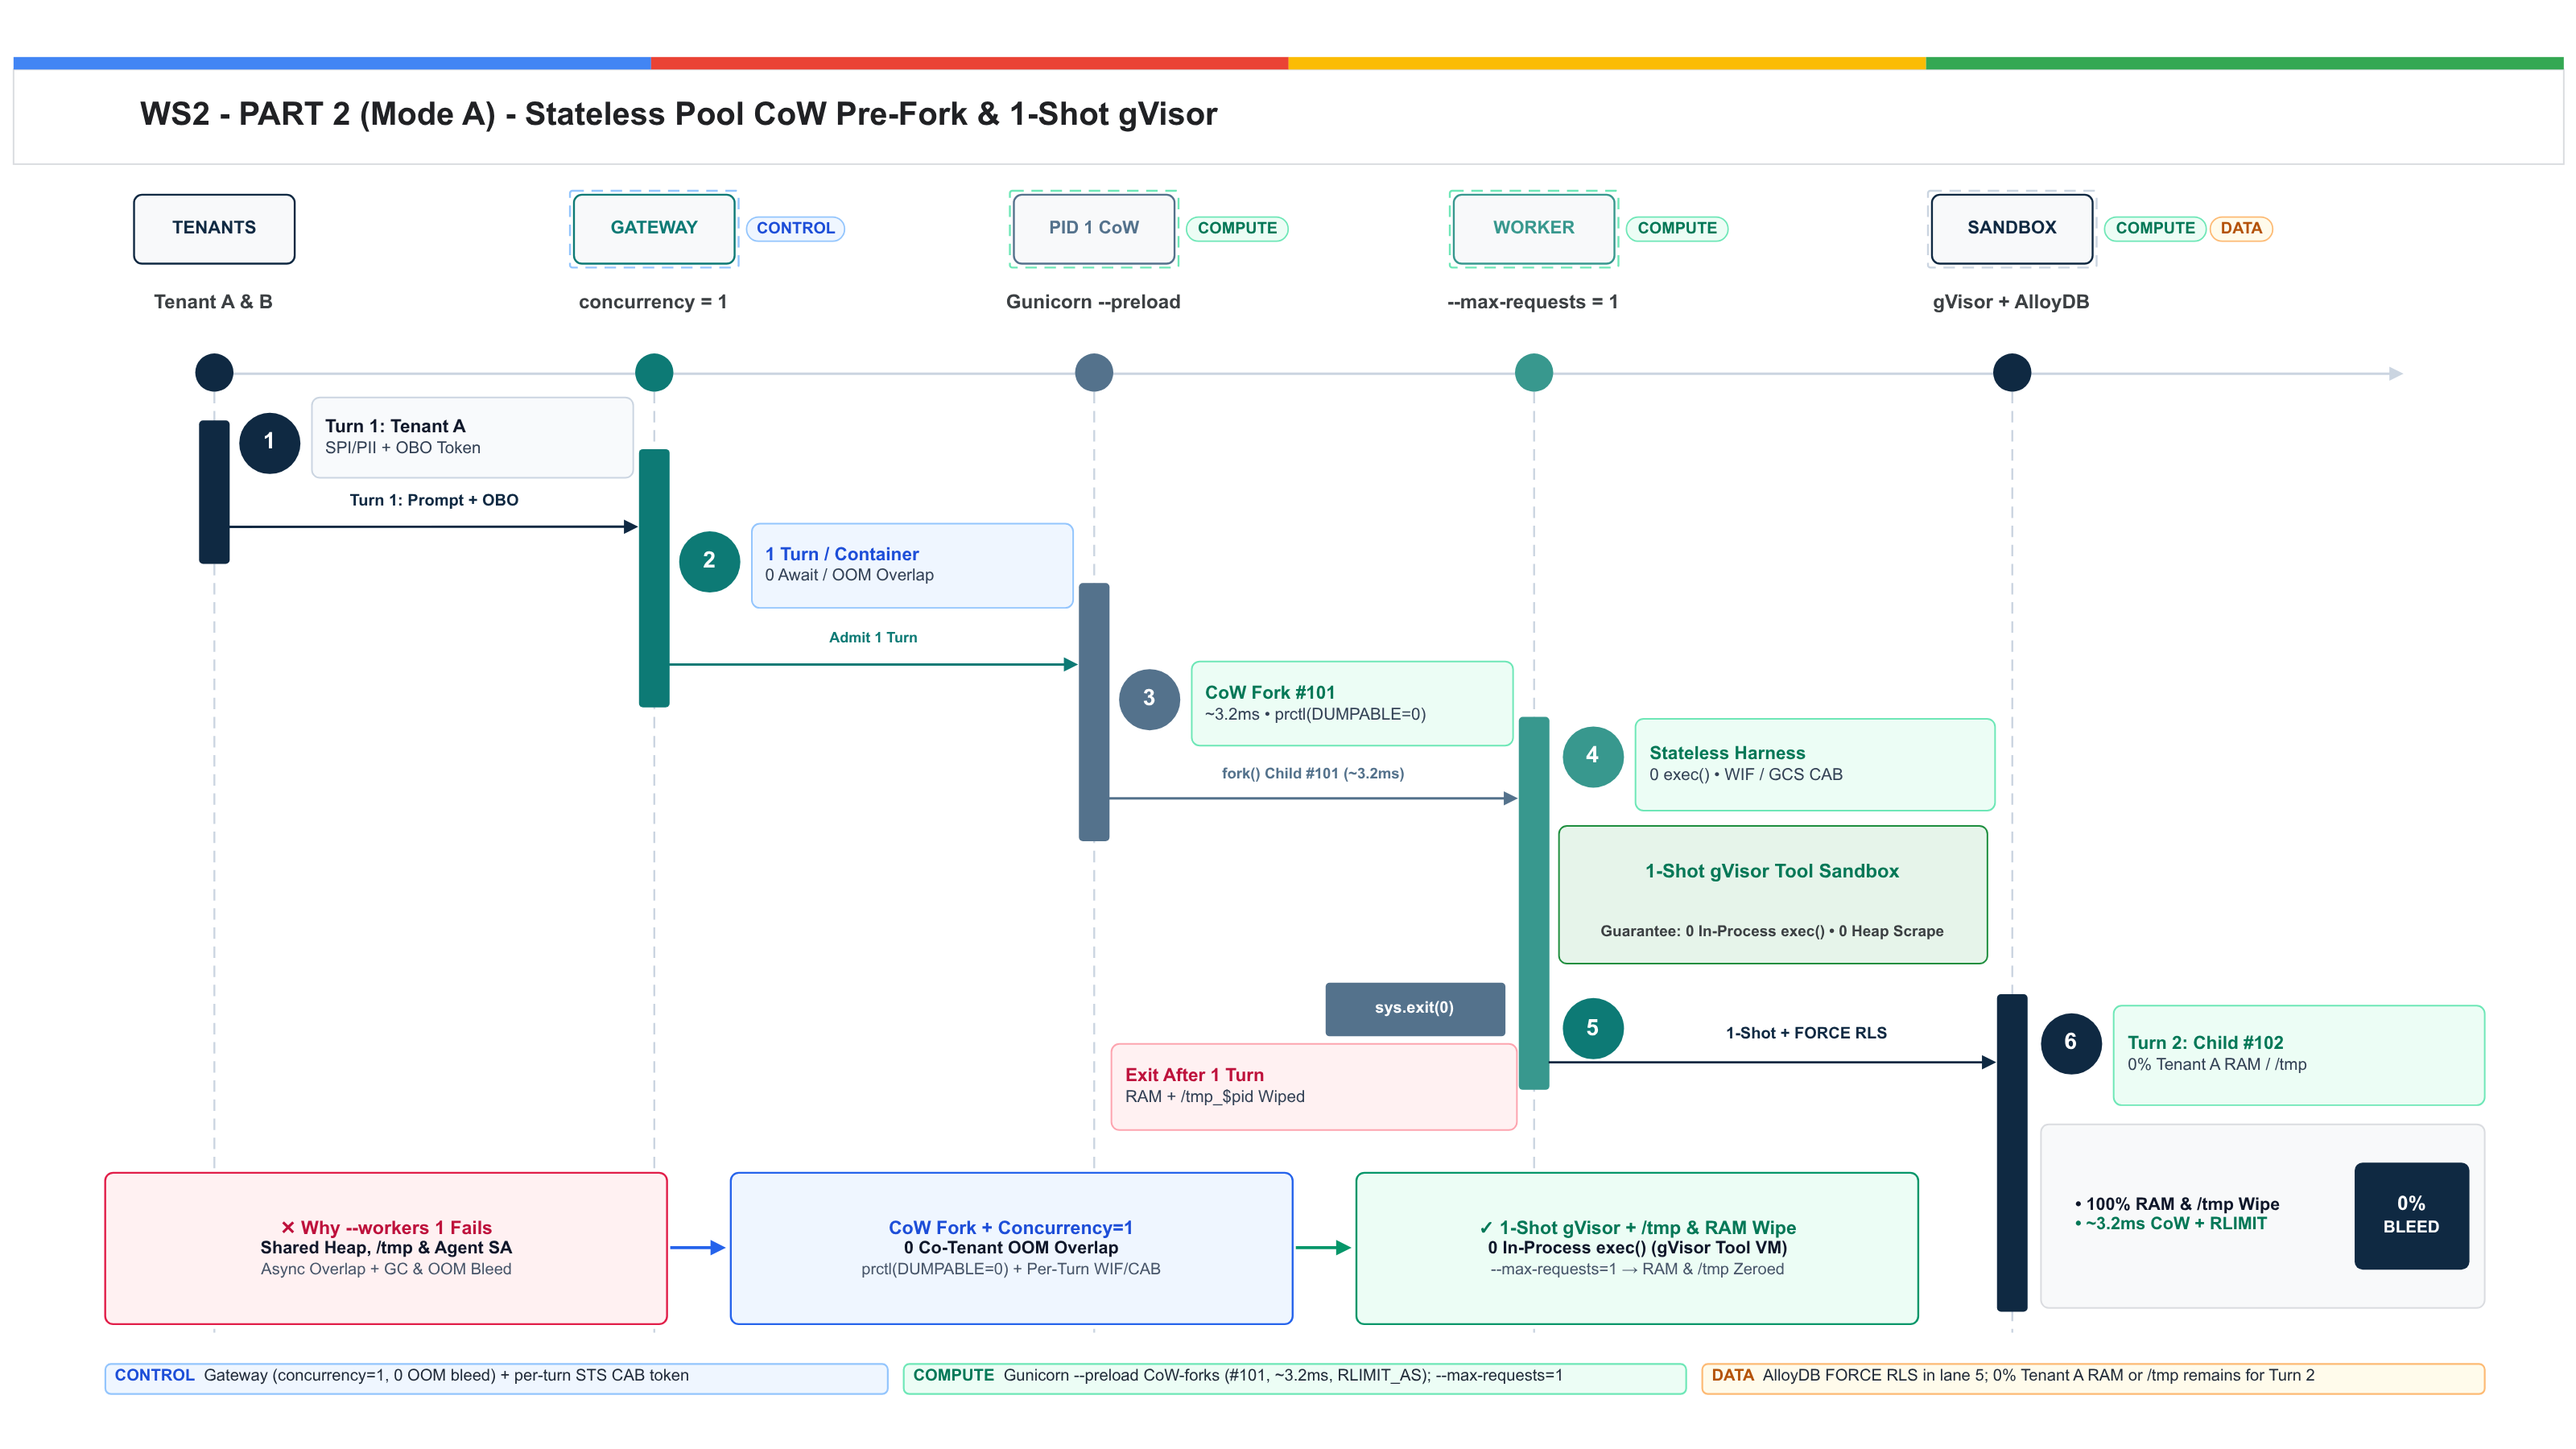 WS2 - PART 2 (Mode A) - Stateless Pool CoW Pre-Fork & 1-Shot gVisor
TENANTS
GATEWAY
CONTROL
PID 1 CoW
COMPUTE
WORKER
COMPUTE
SANDBOX
COMPUTE
DATA
Tenant A & B
concurrency = 1
Gunicorn --preload
--max-requests = 1
gVisor + AlloyDB
1
Turn 1: Tenant A
SPI/PII + OBO Token
Turn 1: Prompt + OBO
2
1 Turn / Container
0 Await / OOM Overlap
Admit 1 Turn
3
CoW Fork #101
~3.2ms • prctl(DUMPABLE=0)
fork() Child #101 (~3.2ms)
4
Stateless Harness
0 exec() • WIF / GCS CAB
1-Shot gVisor Tool Sandbox
Guarantee: 0 In-Process exec() • 0 Heap Scrape
sys.exit(0)
Exit After 1 Turn
RAM + /tmp_$pid Wiped
5
1-Shot + FORCE RLS
6
Turn 2: Child #102
0% Tenant A RAM / /tmp
• 100% RAM & /tmp Wipe
• ~3.2ms CoW + RLIMIT
0%
BLEED
✕ Why --workers 1 Fails
Shared Heap, /tmp & Agent SA
Async Overlap + GC & OOM Bleed
CoW Fork + Concurrency=1
0 Co-Tenant OOM Overlap
prctl(DUMPABLE=0) + Per-Turn WIF/CAB
✓ 1-Shot gVisor + /tmp & RAM Wipe
0 In-Process exec() (gVisor Tool VM)
--max-requests=1 → RAM & /tmp Zeroed
CONTROL Gateway (concurrency=1, 0 OOM bleed) + per-turn STS CAB token
COMPUTE Gunicorn --preload CoW-forks (#101, ~3.2ms, RLIMIT_AS); --max-requests=1
DATA AlloyDB FORCE RLS in lane 5; 0% Tenant A RAM or /tmp remains for Turn 2